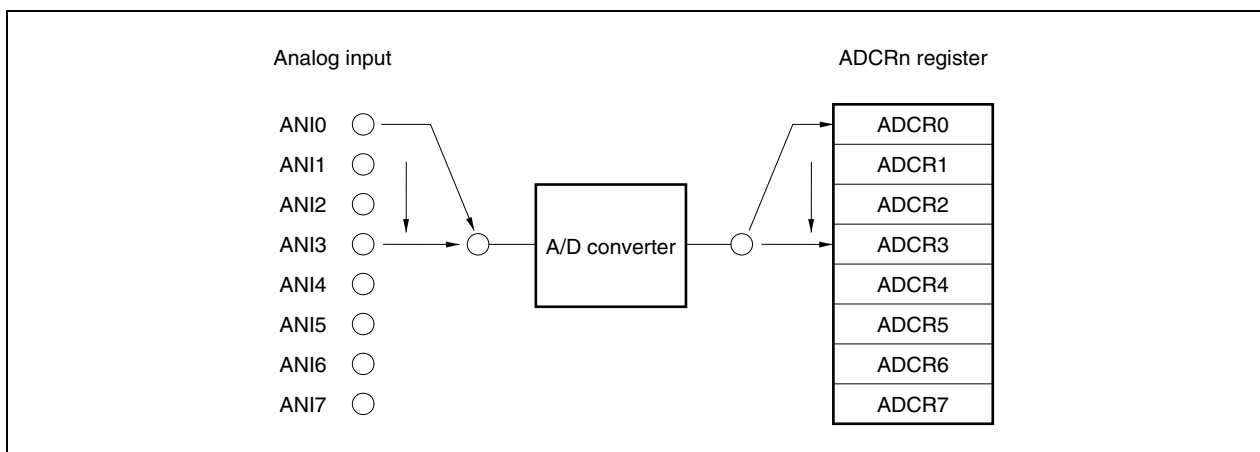 Analog input
ADCRn register
ANI0
ADCR0
ANI1
ADCR1
ANI2
ADCR2
ANI3
A/D converter
ADCR3
ANI4
ADCR4
ANI5
ADCR5
ANI6
ADCR6
ANI7
ADCR7